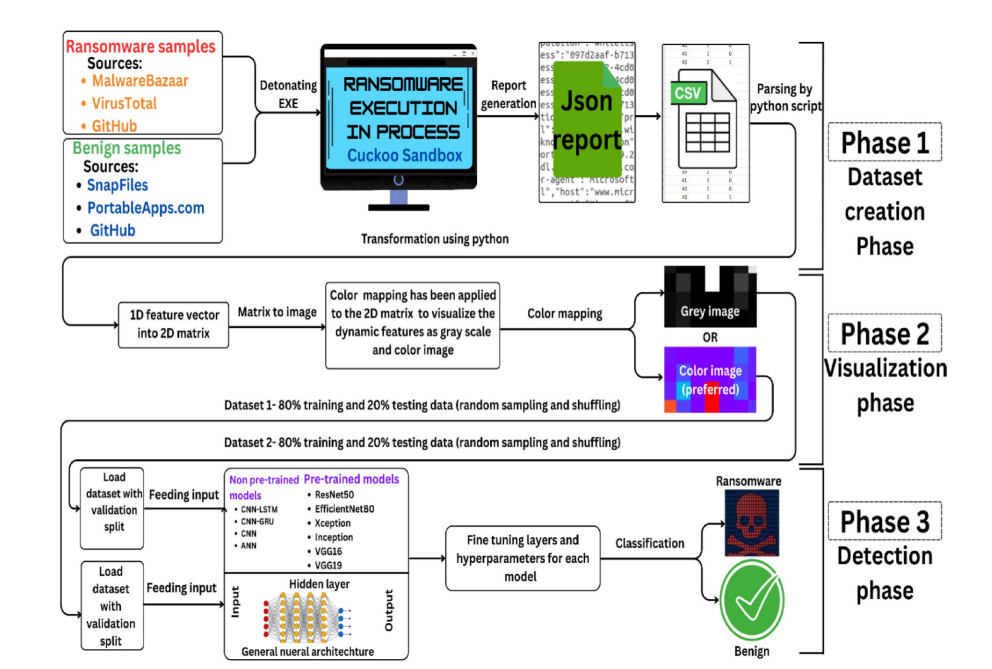 Ransomware samples
Sources:
• MalwareBazaar
• VirusTotal
• GitHub
Benign samples
Sources:
• SnapFiles
• PortableApps.com
• GitHub
Detonating
EXE
RANSOMWARE
EXECUTION
IN PROCESS
Cuckoo Sandbox
Report
generation
ess":"097d2aaf-b713
Json
report
r-agent":"Microsoft
l","host":"www.micr
CSV
Parsing by
python script
Phase 1
Dataset
creation
Phase
Transformation using python
1D feature vector
into 2D matrix
Matrix to image
Color mapping has been applied
to the 2D matrix to visualize the
dynamic features as gray scale
and color image
Color mapping
Grey image
OR
Color image
(preferred)
Phase 2
Visualization
phase
Dataset 1- 80% training and 20% testing data (random sampling and shuffling)
Dataset 2- 80% training and 20% testing data (random sampling and shuffling)
Load
dataset with
validation
split
Feeding input
Non pre-trained
models
• CNN-LSTM
• CNN-GRU
• CNN
• ANN
Pre-trained models
• ResNet50
• EfficientNetB0
• Xception
• Inception
• VGG16
• VGG19
Load
dataset
with
validation
split
Feeding input
Input
Hidden layer
Output
General nueral architechture
Fine tuning layers and
hyperparameters for each
model
Classification
Ransomware
Benign
Phase 3
Detection
phase